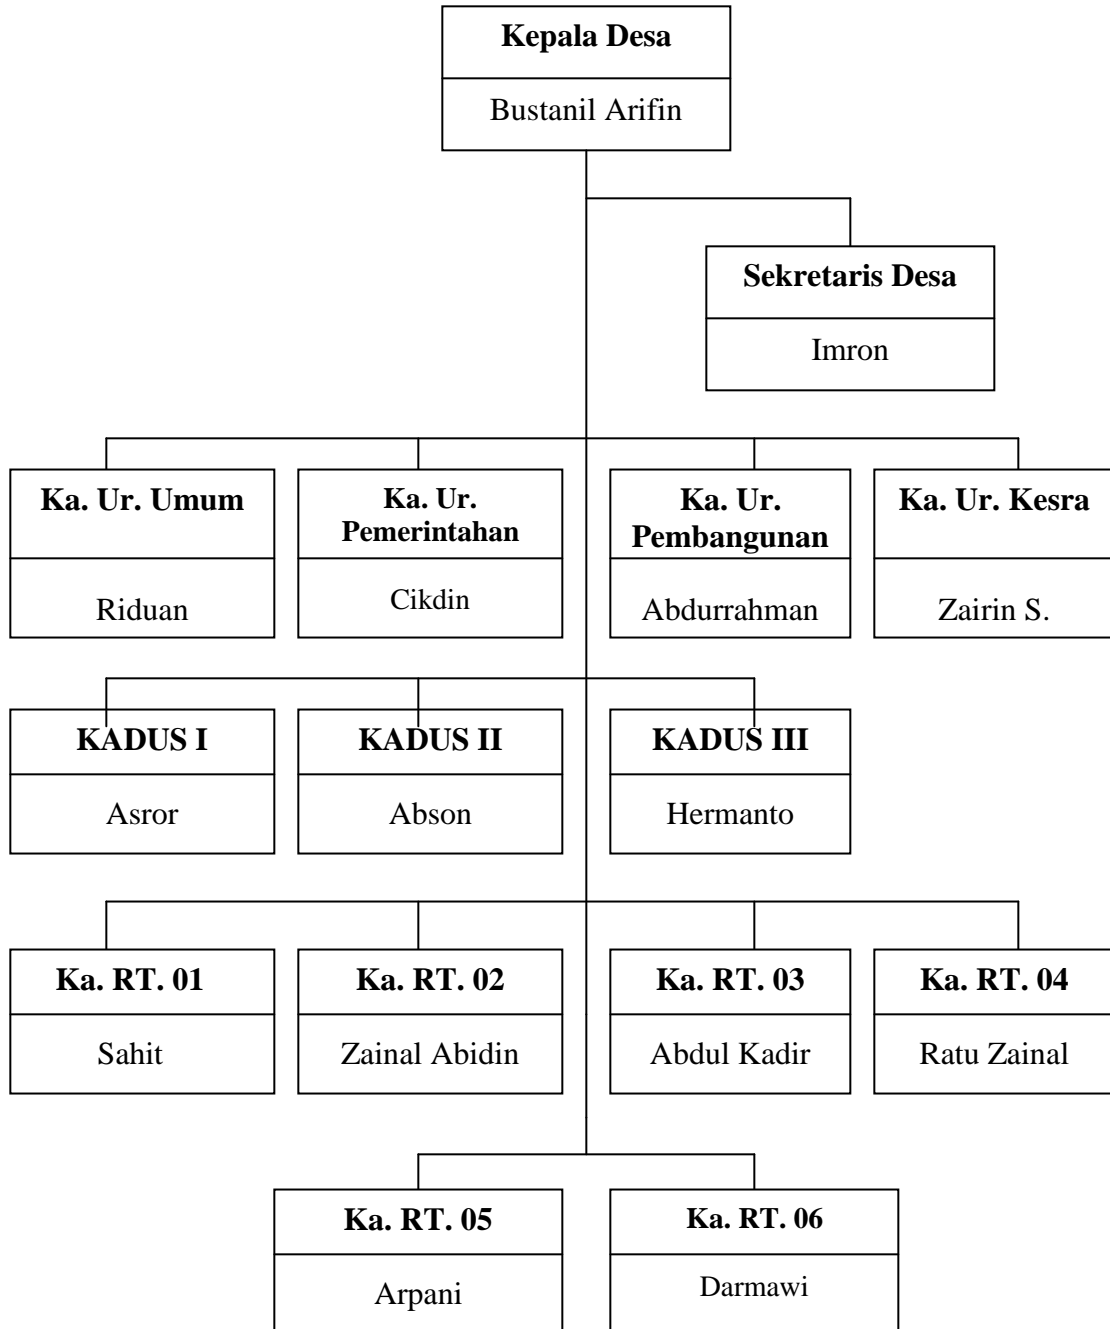 Kepala Desa
Bustanil Arifin
Sekretaris Desa
Imron
Ka. Ur. Umum
Riduan
Ka. Ur.
Pemerintahan
Cikdin
Ka. Ur.
Pembangunan
Abdurrahman
Ka. Ur. Kesra
Zairin S.
KADUS I
Asror
KADUS II
Abson
KADUS III
Hermanto
Ka. RT. 01
Sahit
Ka. RT. 02
Zainal Abidin
Ka. RT. 03
Abdul Kadir
Ka. RT. 04
Ratu Zainal
Ka. RT. 05
Arpani
Ka. RT. 06
Darmawi